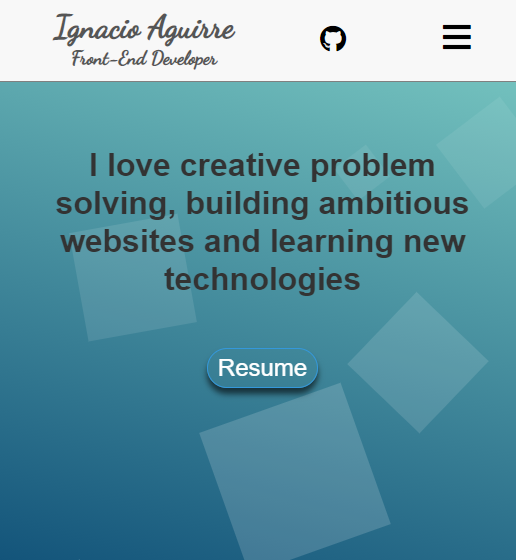 Ignacio Aguirre
Front-End Developer
I love creative problem
solving, building ambitious
websites and learning new
technologies
Resume